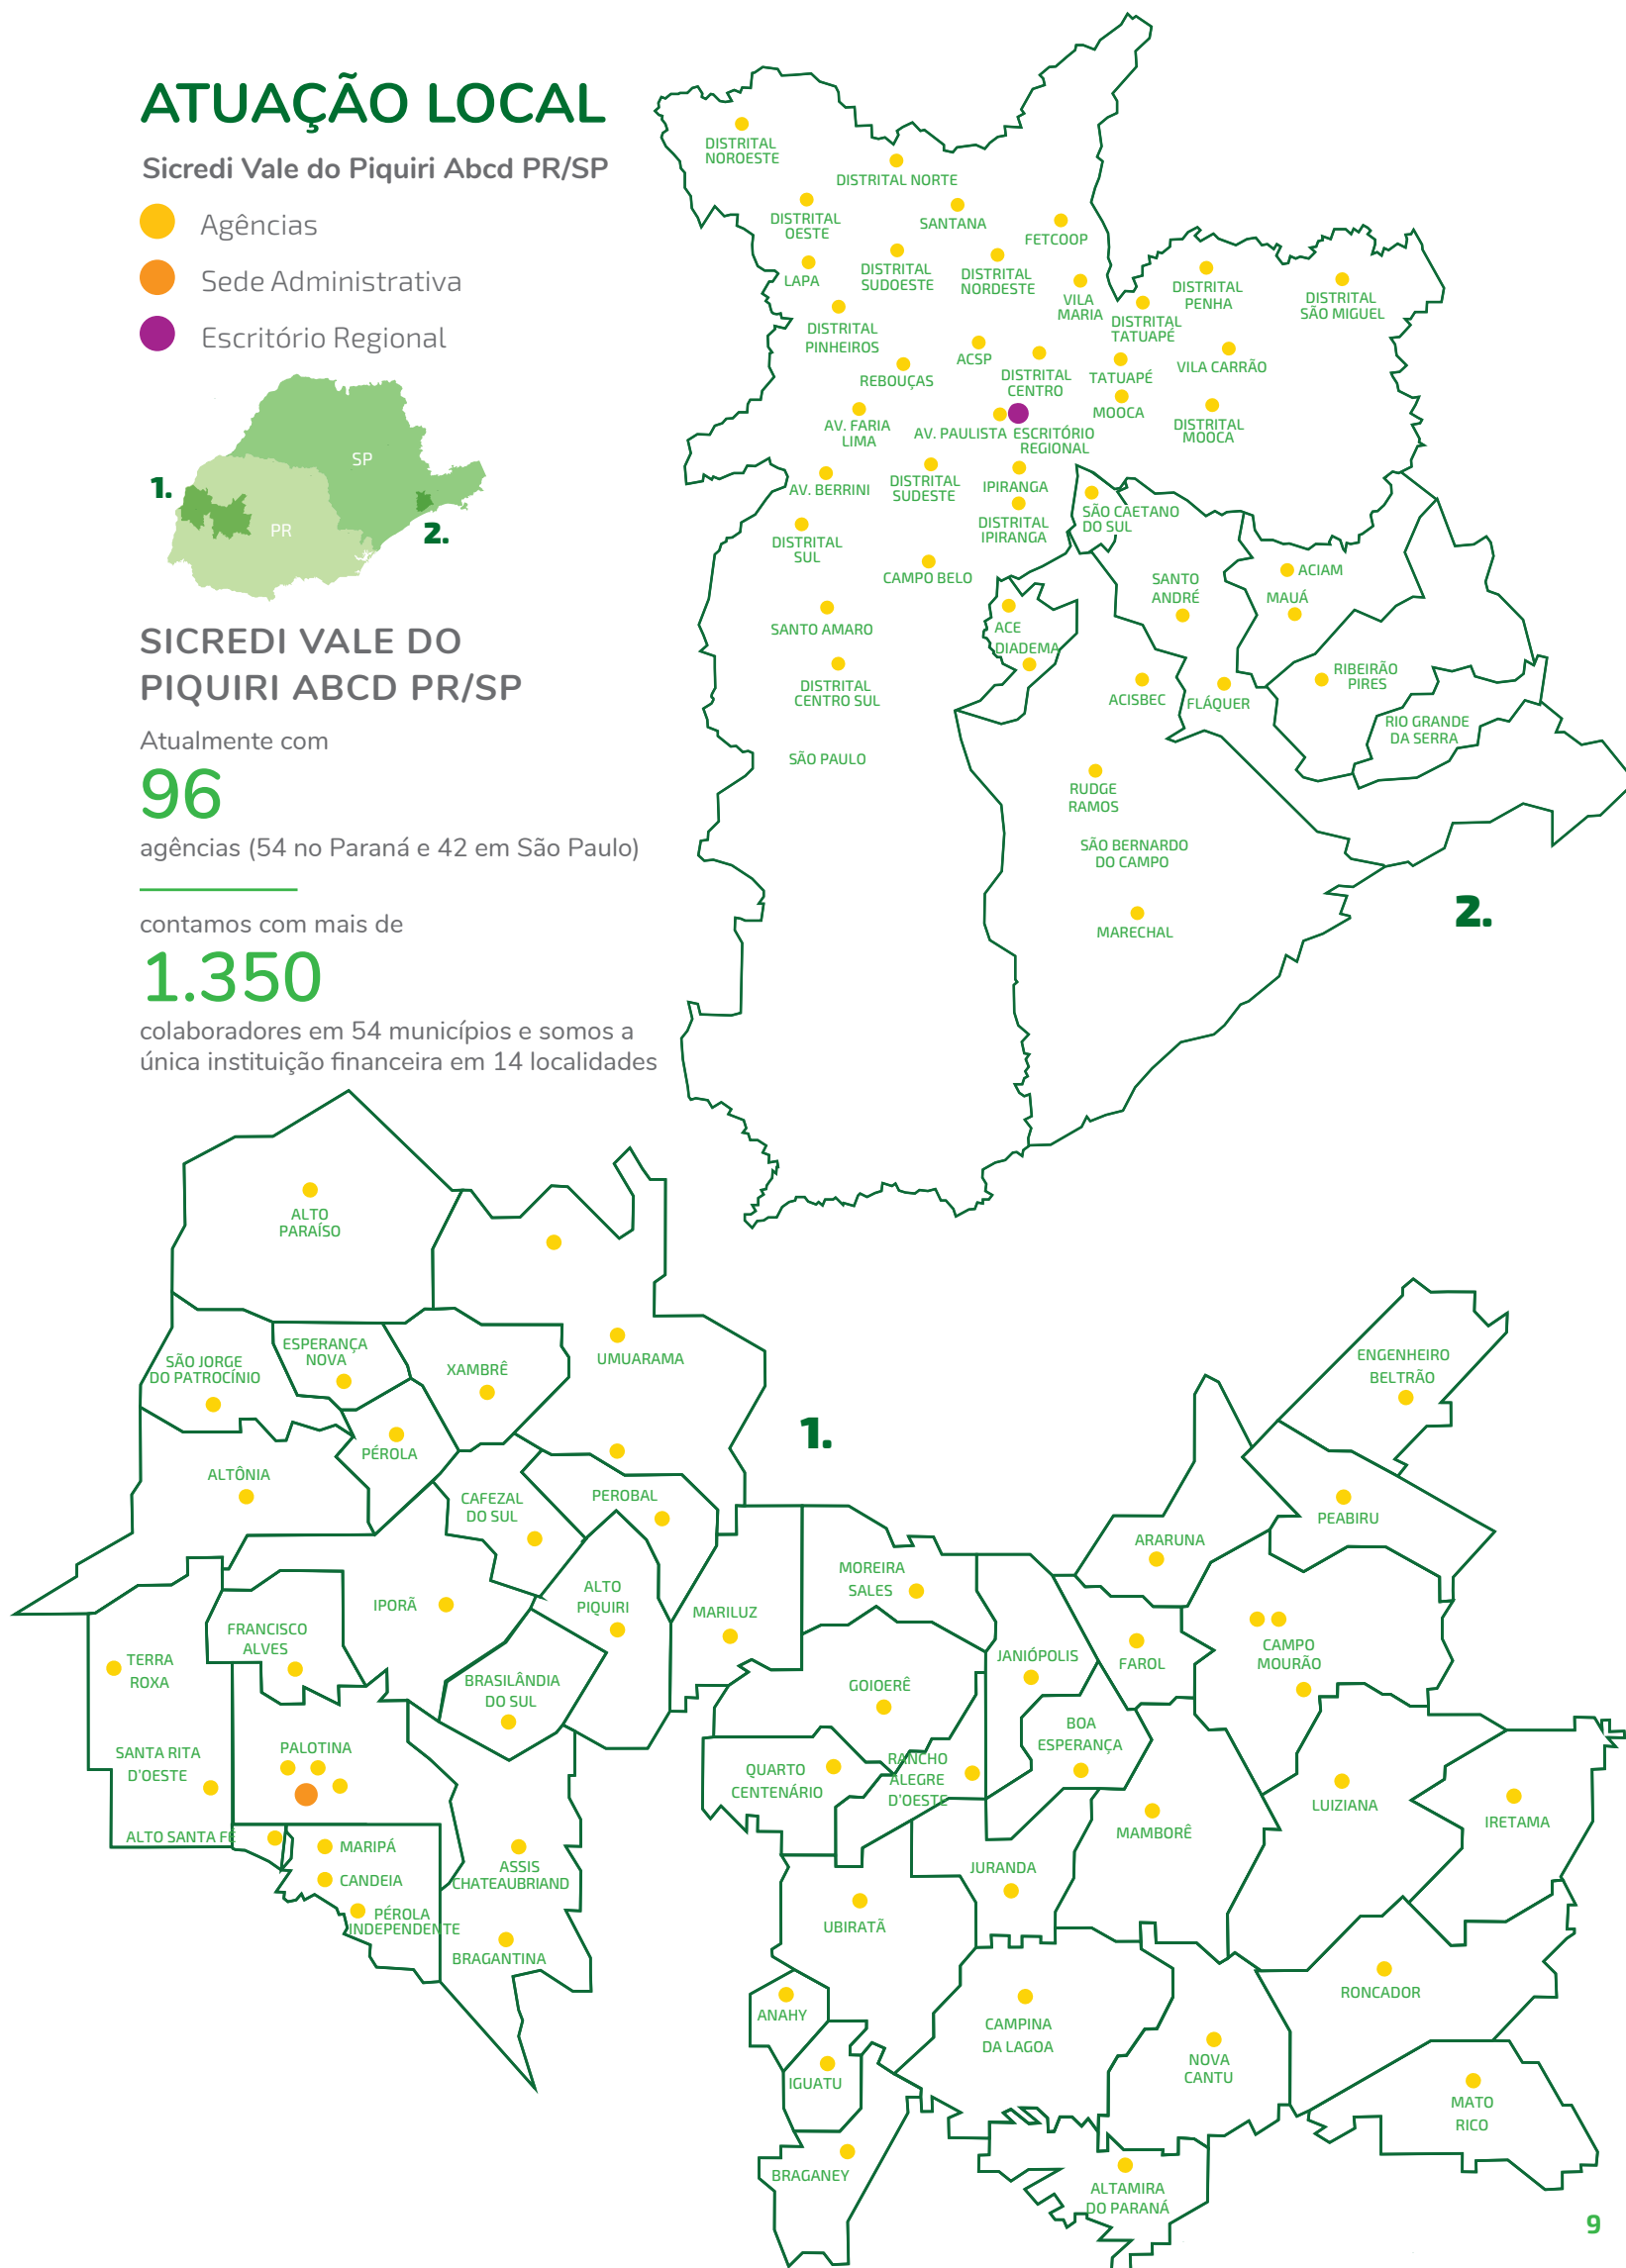 ATUAÇÃO LOCAL
Sicredi Vale do Piquiri Abcd PR/SP
Agências
Sede Administrativa
Escritório Regional
SP
1.
PR
2.
SICREDI VALE DO
PIQUIRI ABCD PR/SP
Atualmente com
96
agências (54 no Paraná e 42 em São Paulo)
contamos com mais de
1.350
colaboradores em 54 municípios e somos a
única instituição financeira em 14 localidades
DISTRITAL
NOROESTE
DISTRITAL NORTE
DISTRITAL
OESTE
SANTANA
FETCOOP
LAPA
DISTRITAL
SUDOESTE
DISTRITAL
NORDESTE
VILA
MARIA
DISTRITAL
PENHA
DISTRITAL
SÃO MIGUEL
DISTRITAL
TATUAPÉ
DISTRITAL
PINHEIROS
ACSP
REBOUÇAS
DISTRITAL
CENTRO
TATUAPÉ
VILA CARRÃO
MOOCA
AV. FARIA
LIMA
AV. PAULISTA
ESCRITÓRIO
REGIONAL
DISTRITAL
MOOCA
AV. BERRINI
DISTRITAL
SUDESTE
IPIRANGA
SÃO CAETANO
DO SUL
DISTRITAL
IPIRANGA
DISTRITAL
SUL
CAMPO BELO
SANTO
ANDRÉ
ACIAM
MAUÁ
SANTO AMARO
ACE
DIADEMA
DISTRITAL
CENTRO SUL
ACISBEC
FLÁQUER
RIBEIRÃO
PIRES
RIO GRANDE
DA SERRA
SÃO PAULO
RUDGE
RAMOS
SÃO BERNARDO
DO CAMPO
MARECHAL
2.
ALTO
PARAÍSO
ESPERANÇA
NOVA
SÃO JORGE
DO PATROCÍNIO
XAMBRÊ
UMUARAMA
PÉROLA
ALTÔNIA
CAFEZAL
DO SUL
PEROBAL
IPORÃ
ALTO
PIQUIRI
MARILUZ
FRANCISCO
ALVES
TERRA
ROXA
BRASILÂNDIA
DO SUL
SANTA RITA
D'OESTE
PALOTINA
ALTO SANTA FÉ
MARIPÁ
CANDEIA
PÉROLA
INDEPENDENTE
ASSIS
CHATEAUBRIAND
BRAGANTINA
1.
ENGENHEIRO
BELTRÃO
PEABIRU
ARARUNA
MOREIRA
SALES
JANIÓPOLIS
FAROL
CAMPO
MOURÃO
GOIOERÊ
BOA
ESPERANÇA
QUARTO
CENTENÁRIO
RANCHO
ALEGRE
D'OESTE
LUIZIANA
IRETAMA
MAMBORÊ
JURANDA
UBIRATÃ
RONCADOR
ANAHY
CAMPINA
DA LAGOA
NOVA
CANTU
IGUATU
MATO
RICO
BRAGANEY
ALTAMIRA
DO PARANÁ
9